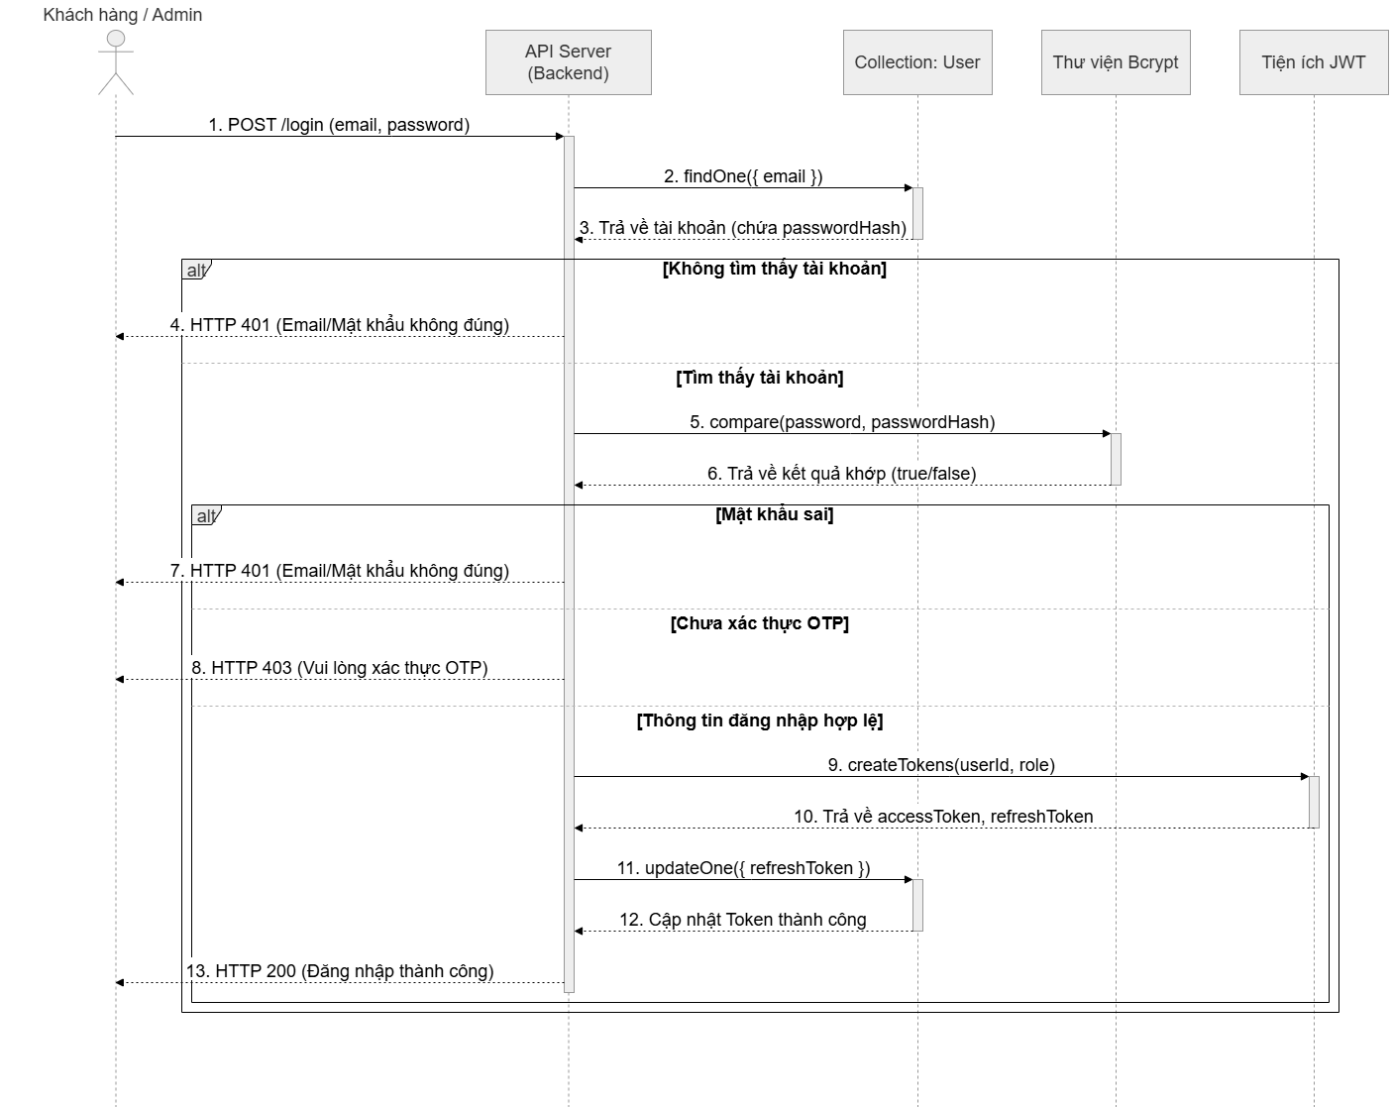 Khách hàng / Admin
API Server
(Backend)
Collection: User
Thư viện Bcrypt
Tiện ích JWT
1. POST /login (email, password)
2. findOne({ email })
3. Trả về tài khoản (chứa passwordHash)
alt
[Không tìm thấy tài khoản]
4. HTTP 401 (Email/Mật khẩu không đúng)
[Tìm thấy tài khoản]
5. compare(password, passwordHash)
6. Trả về kết quả khớp (true/false)
alt
[Mật khẩu sai]
7. HTTP 401 (Email/Mật khẩu không đúng)
[Chưa xác thực OTP]
8. HTTP 403 (Vui lòng xác thực OTP)
[Thông tin đăng nhập hợp lệ]
9. createTokens(userId, role)
10. Trả về accessToken, refreshToken
11. updateOne({ refreshToken })
12. Cập nhật Token thành công
13. HTTP 200 (Đăng nhập thành công)